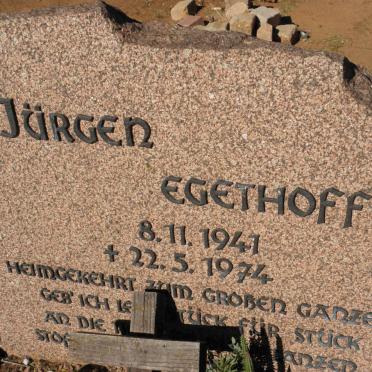 JÜRGEN
EGETHOFF
8.11.1941
+ 22.5.1974
HEIMGEKEHRT ZUM GROßEN GANZE
GEB' ICH STÜCK FÜR STÜCK
AN DIE
STO GANZEN